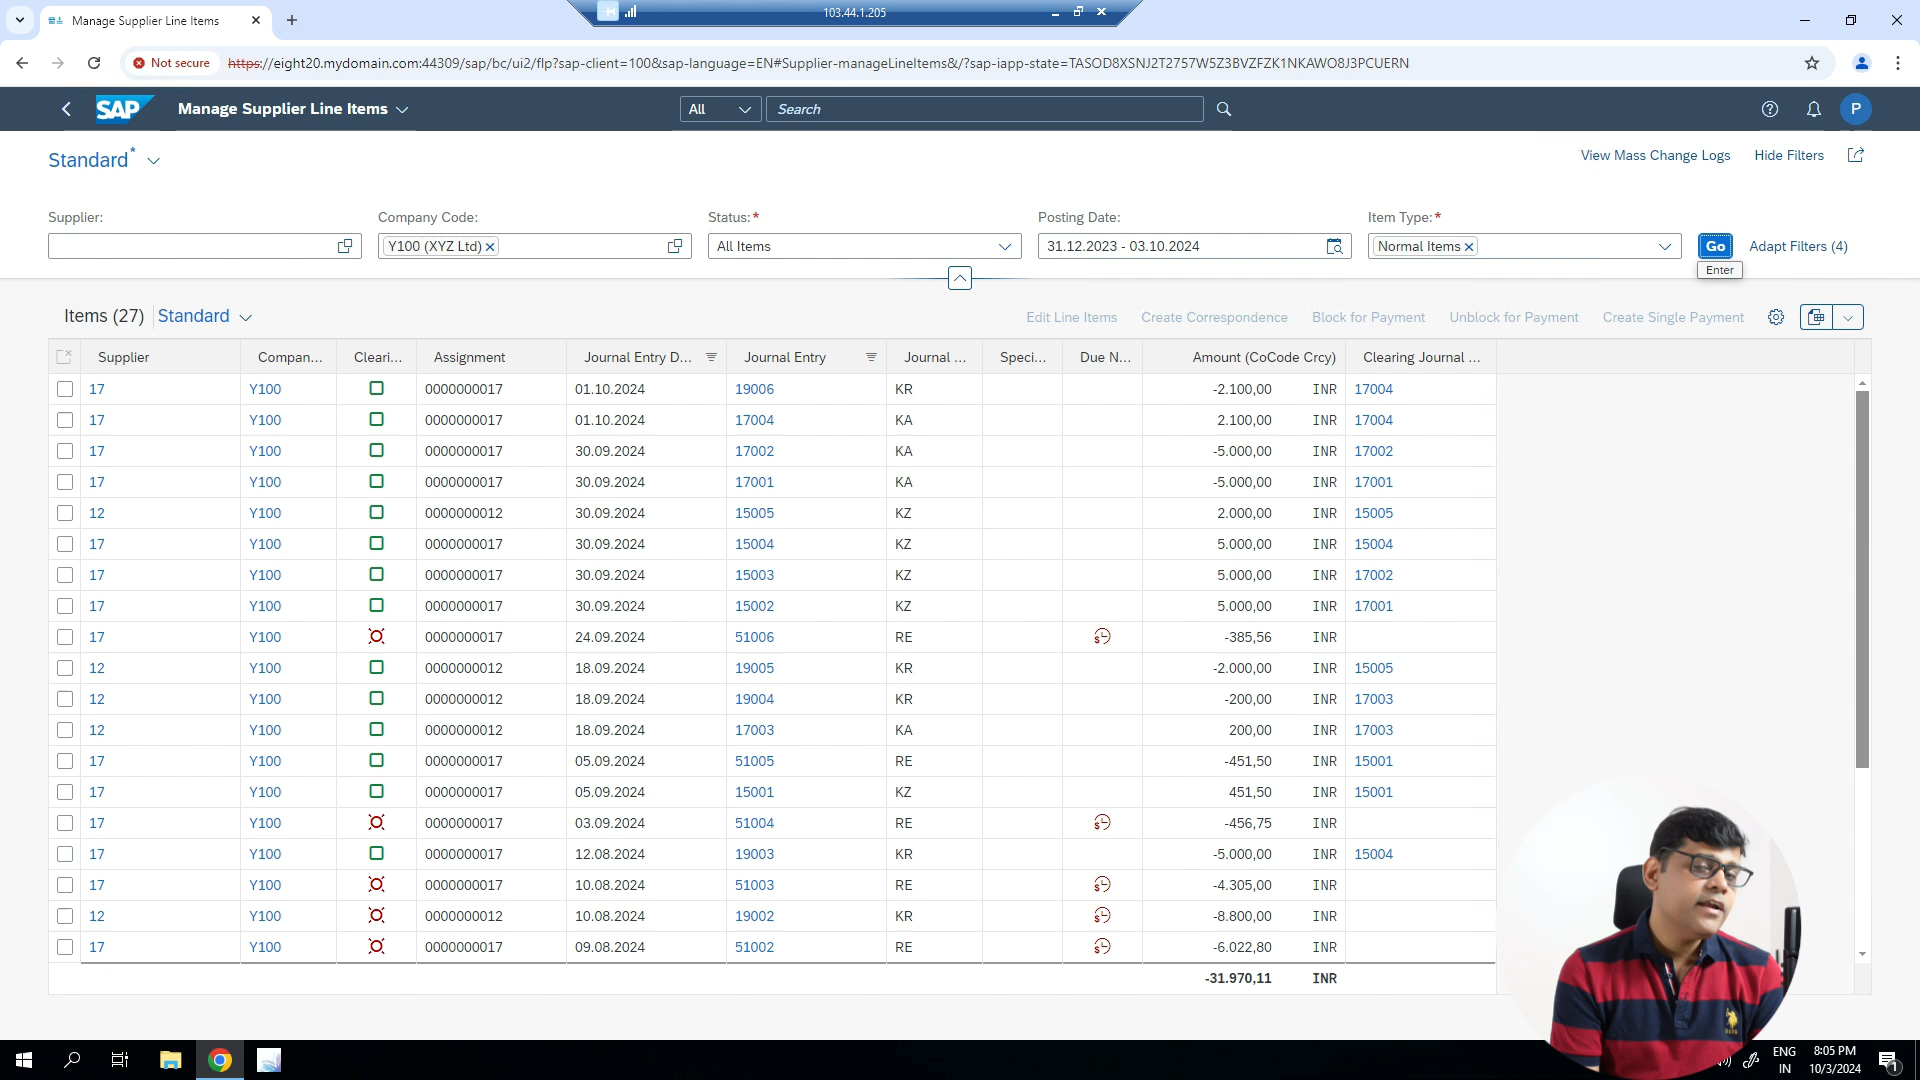 Manage Supplier Line Items
103.44.1.205
Not secure
https://eight20.mydomain.com:44309/sap/bc/ui2/flp?sap-client=100&sap-language=EN#Supplier-manageLineItems&/?sap-iapp-state=TASOD8XSNJ2T2757W5Z3BVZFZK1NKAWO8J3PCUERN
SAP Manage Supplier Line Items All Search P
Standard*
View Mass Change Logs Hide Filters
Supplier: Company Code: Status:* Posting Date: Item Type:*
Y100 (XYZ Ltd) All Items 31.12.2023 - 03.10.2024 Normal Items Go Adapt Filters (4)
Enter
Items (27) Standard Edit Line Items Create Correspondence Block for Payment Unblock for Payment Create Single Payment
Supplier Compan... Cleari... Assignment Journal Entry D... Journal Entry Journal ... Speci... Due N... Amount (CoCode Crcy) Clearing Journal ...
17 Y100 0000000017 01.10.2024 19006 KR -2.100,00 INR 17004
17 Y100 0000000017 01.10.2024 17004 KA 2.100,00 INR 17004
17 Y100 0000000017 30.09.2024 17002 KA -5.000,00 INR 17002
17 Y100 0000000017 30.09.2024 17001 KA -5.000,00 INR 17001
12 Y100 0000000012 30.09.2024 15005 KZ 2.000,00 INR 15005
17 Y100 0000000017 30.09.2024 15004 KZ 5.000,00 INR 15004
17 Y100 0000000017 30.09.2024 15003 KZ 5.000,00 INR 17002
17 Y100 0000000017 30.09.2024 15002 KZ 5.000,00 INR 17001
17 Y100 0000000017 24.09.2024 51006 RE -385,56 INR
12 Y100 0000000012 18.09.2024 19005 KR -2.000,00 INR 15005
12 Y100 0000000012 18.09.2024 19004 KR -200,00 INR 17003
12 Y100 0000000012 18.09.2024 17003 KA 200,00 INR 17003
17 Y100 0000000017 05.09.2024 51005 RE -451,50 INR 15001
17 Y100 0000000017 05.09.2024 15001 KZ 451,50 INR 15001
17 Y100 0000000017 03.09.2024 51004 RE -456,75 INR
17 Y100 0000000017 12.08.2024 19003 KR -5.000,00 INR 15004
17 Y100 0000000017 10.08.2024 51003 RE -4.305,00 INR
12 Y100 0000000012 10.08.2024 19002 KR -8.800,00 INR
17 Y100 0000000017 09.08.2024 51002 RE -6.022,80 INR
-31.970,11 INR
ENG 8:05 PM
IN 10/3/2024 1